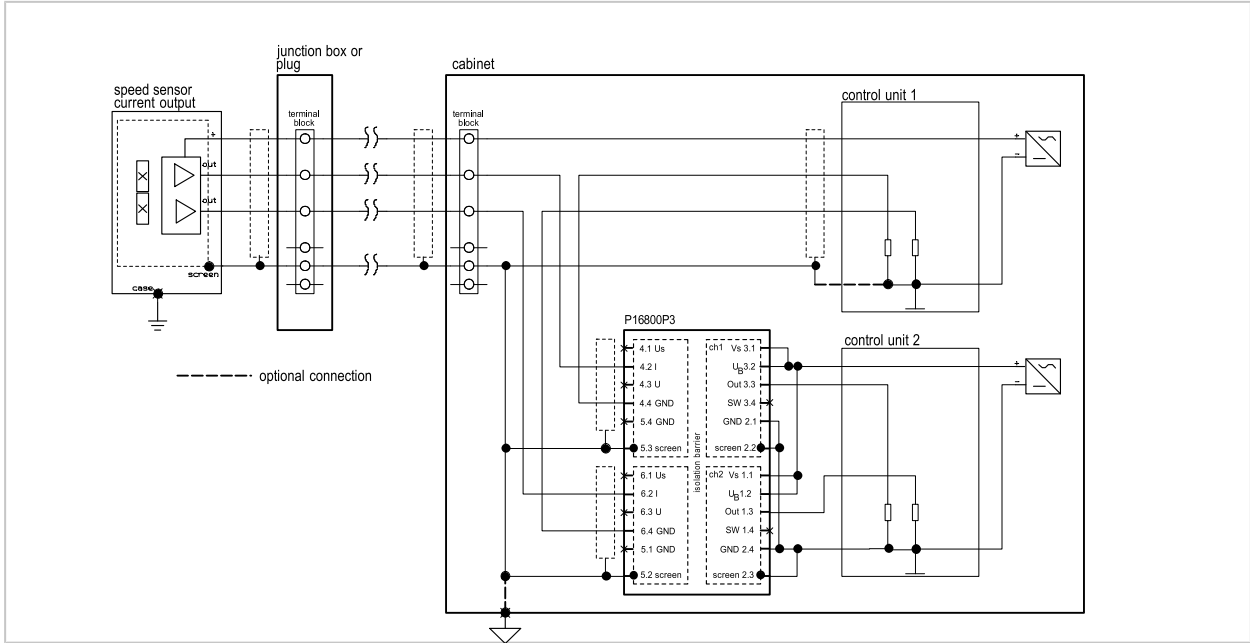 junction box or
plug
cabinet
speed sensor
current output
control unit 1
terminal
block
terminal
block
+
+
-
out
out
screen
case
P16800P3
control unit 2
optional connection
4.1 Us
4.2 I
4.3 U
4.4 GND
5.4 GND
5.3 screen
ch1 Vs 3.1
UB3.2
Out 3.3
SW 3.4
GND 2.1
screen 2.2
+
-
isolation barrier
6.1 Us
6.2 I
6.3 U
6.4 GND
5.1 GND
5.2 screen
ch2 Vs 1.1
UB1.2
Out 1.3
SW 1.4
GND 2.4
screen 2.3